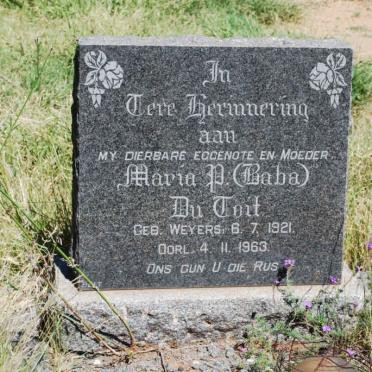 In
Tere Herinnering
aan
MY DIERBARE EGGENOTE EN MOEDER
Maria P. (Baba)
Du Toit
GEB. WEYERS. 6. 7. 1921.
OORL. 4. 11. 1963.
ONS GUN U DIE RUS